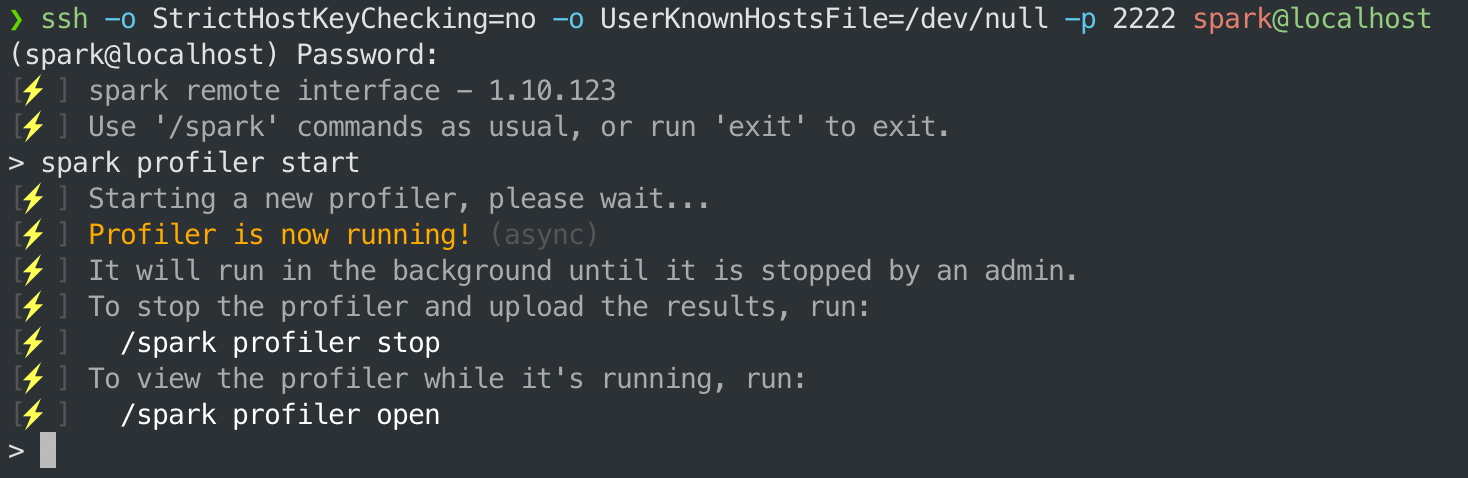 ❯ ssh -o StrictHostKeyChecking=no -o UserKnownHostsFile=/dev/null -p 2222 spark@localhost
(spark@localhost) Password:
[⚡] spark remote interface - 1.10.123
[⚡] Use '/spark' commands as usual, or run 'exit' to exit.
> spark profiler start
[⚡] Starting a new profiler, please wait...
[⚡] Profiler is now running! (async)
[⚡] It will run in the background until it is stopped by an admin.
[⚡] To stop the profiler and upload the results, run:
[⚡]   /spark profiler stop
[⚡] To view the profiler while it's running, run:
[⚡]   /spark profiler open
>